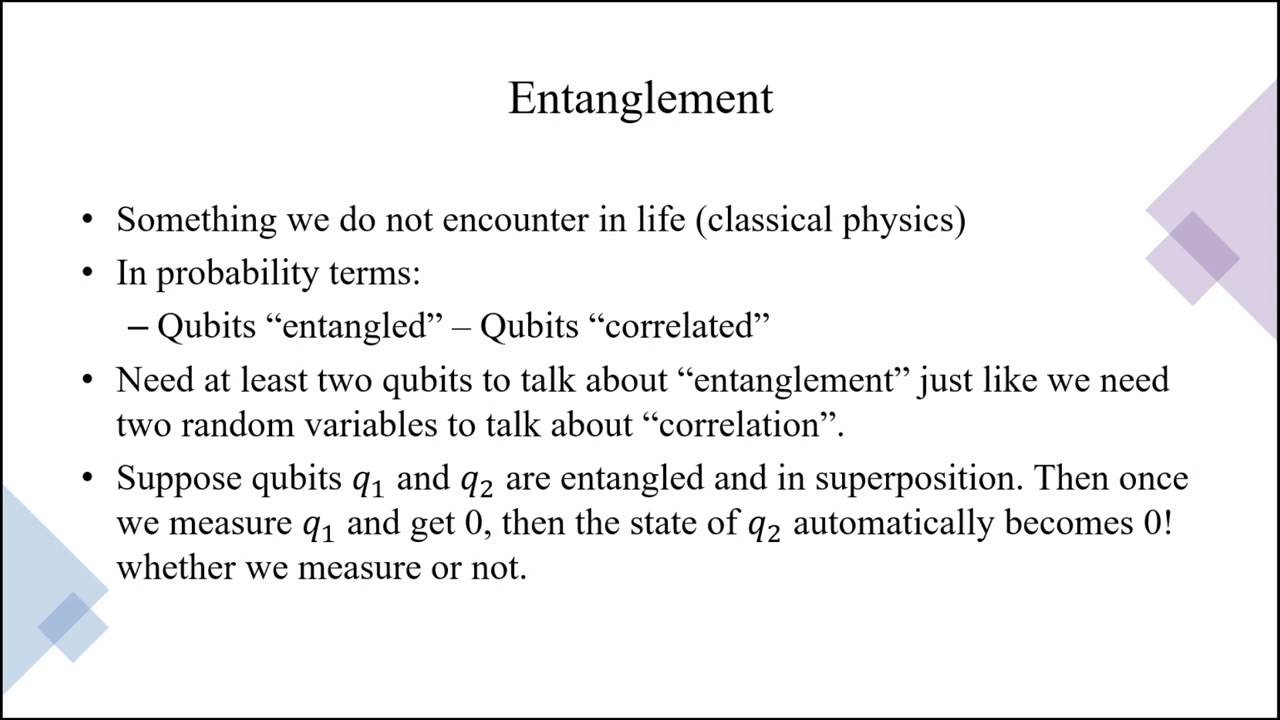 Entanglement
• Something we do not encounter in life (classical physics)
• In probability terms:
– Qubits “entangled” – Qubits “correlated”
• Need at least two qubits to talk about “entanglement” just like we need
two random variables to talk about “correlation”.
• Suppose qubits 𝑞₁ and 𝑞₂ are entangled and in superposition. Then once
we measure 𝑞₁ and get 0, then the state of 𝑞₂ automatically becomes 0!
whether we measure or not.